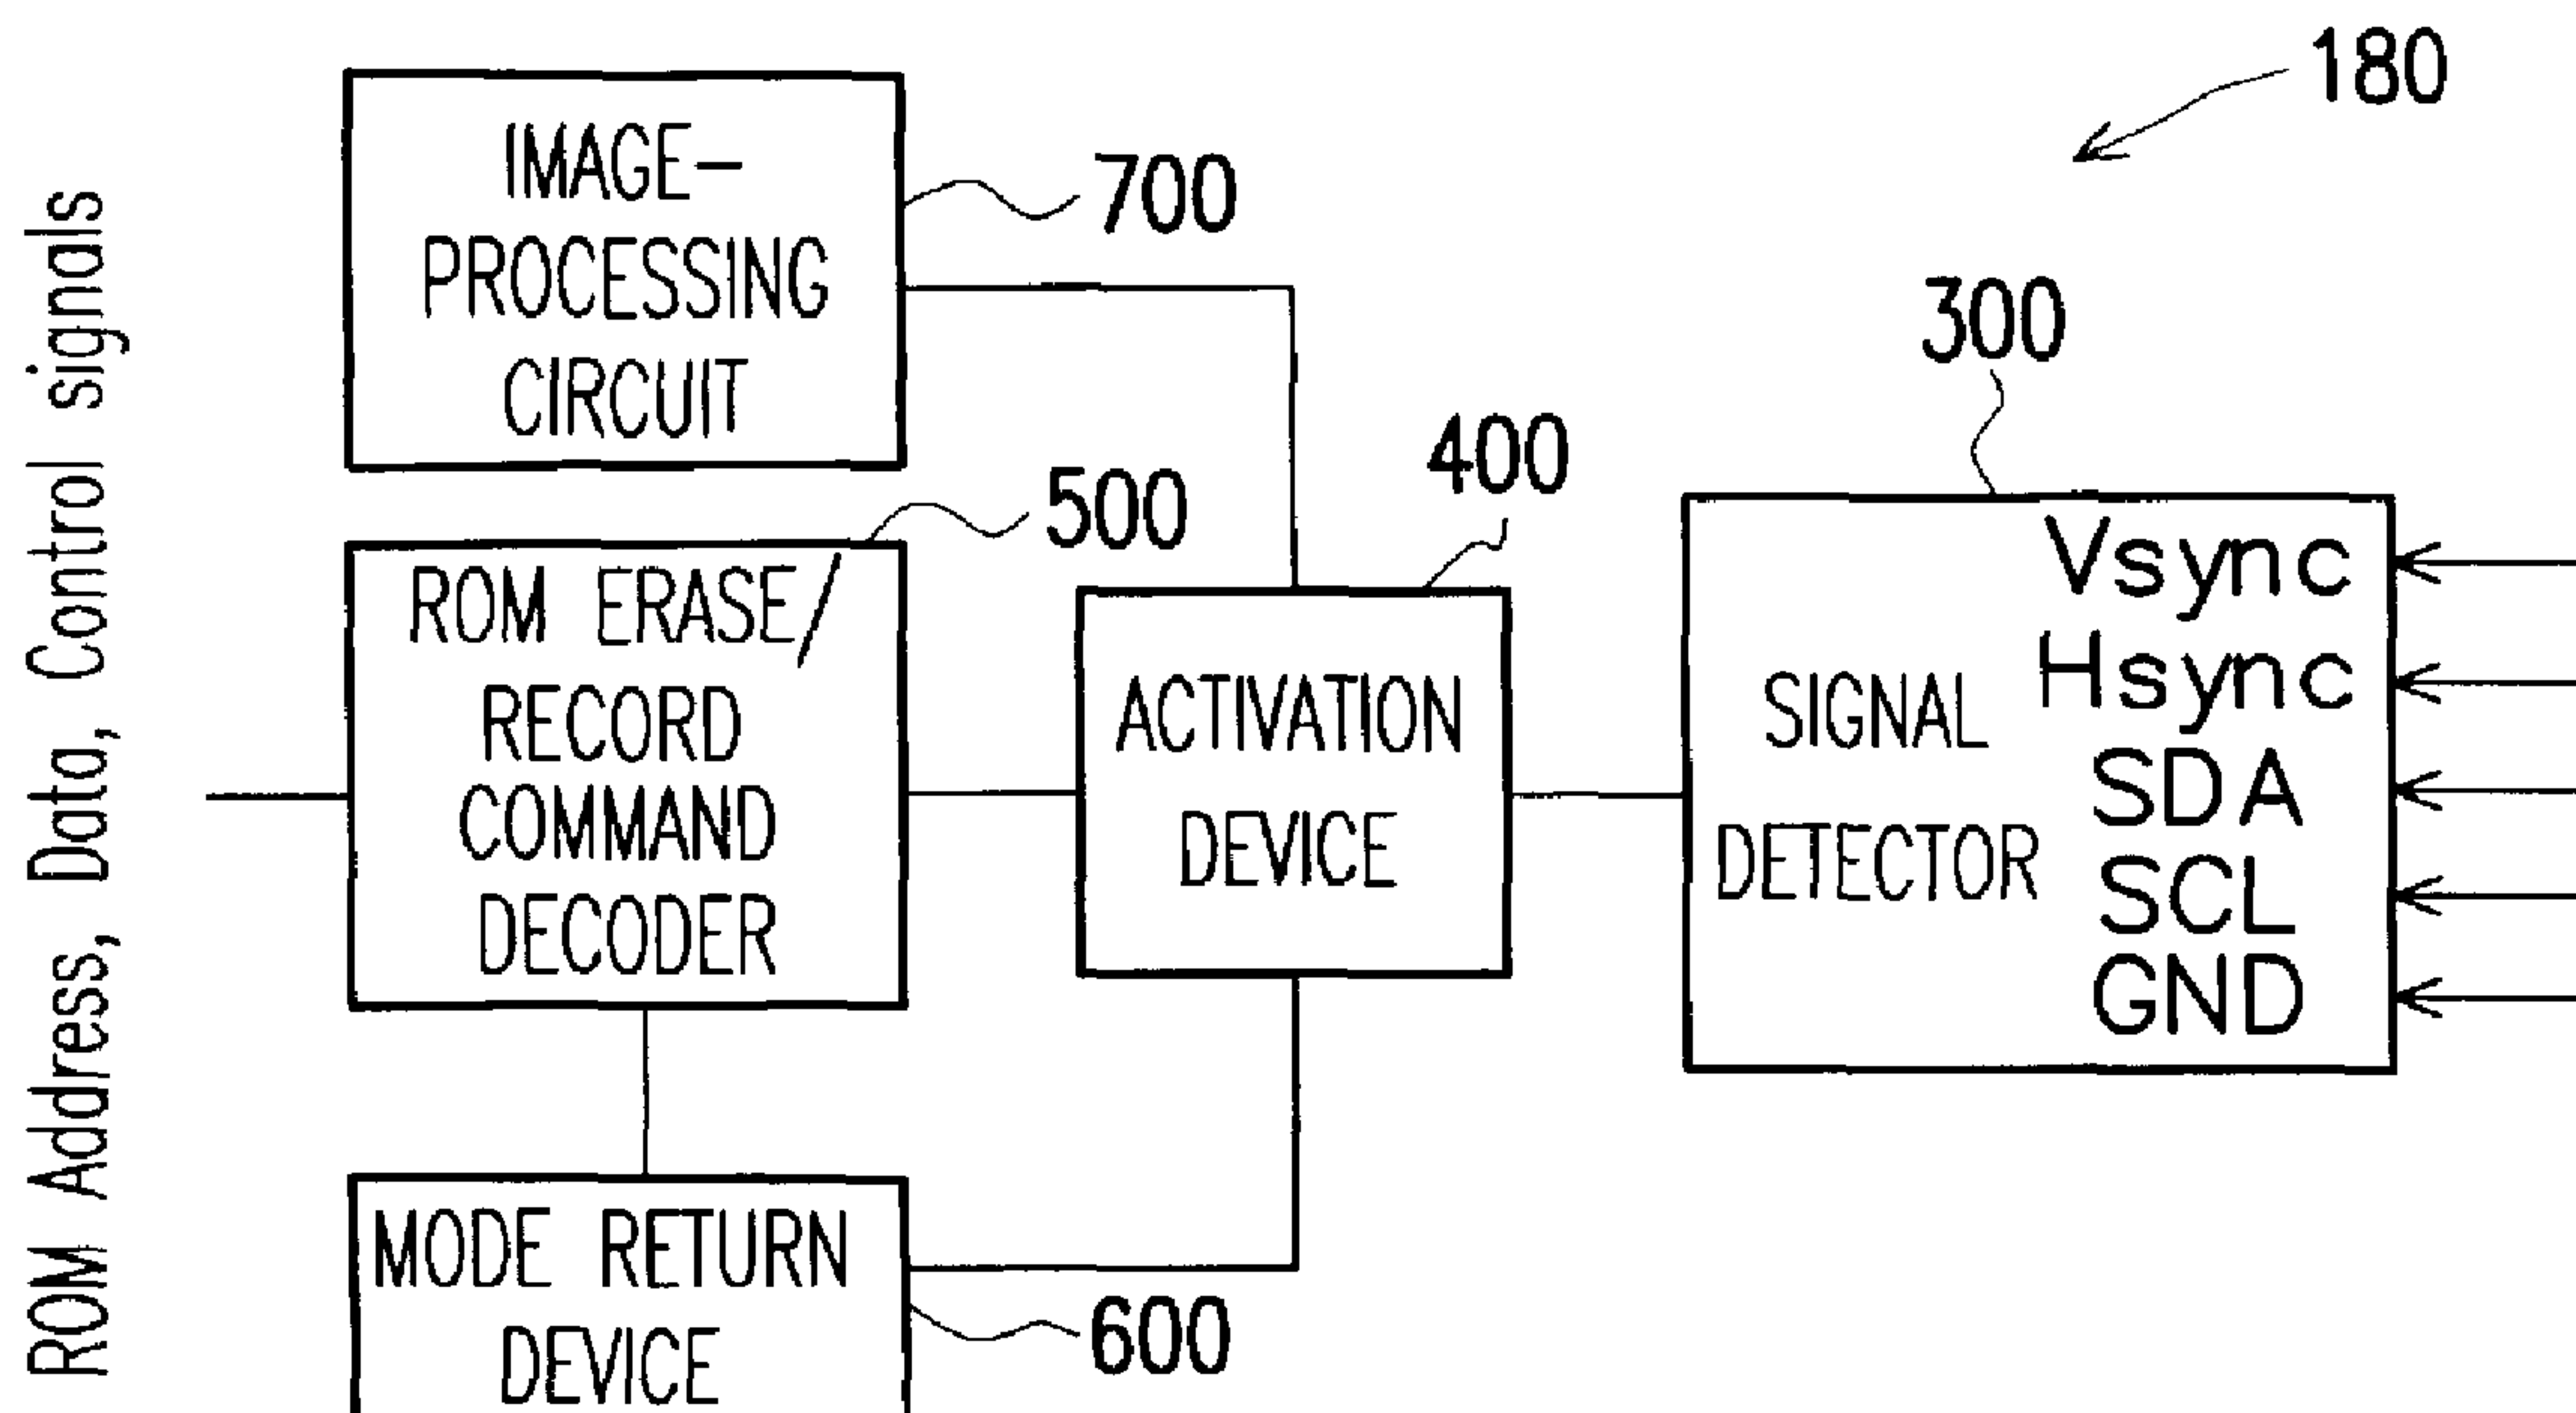 180
IMAGE-
PROCESSING
CIRCUIT
700
300
400
500
ROM ERASE/
RECORD
COMMAND
DECODER
ACTIVATION
DEVICE
SIGNAL
DETECTOR
Vsync
Hsync
SDA
SCL
GND
MODE RETURN
DEVICE
600
ROM Address, Data, Control signals